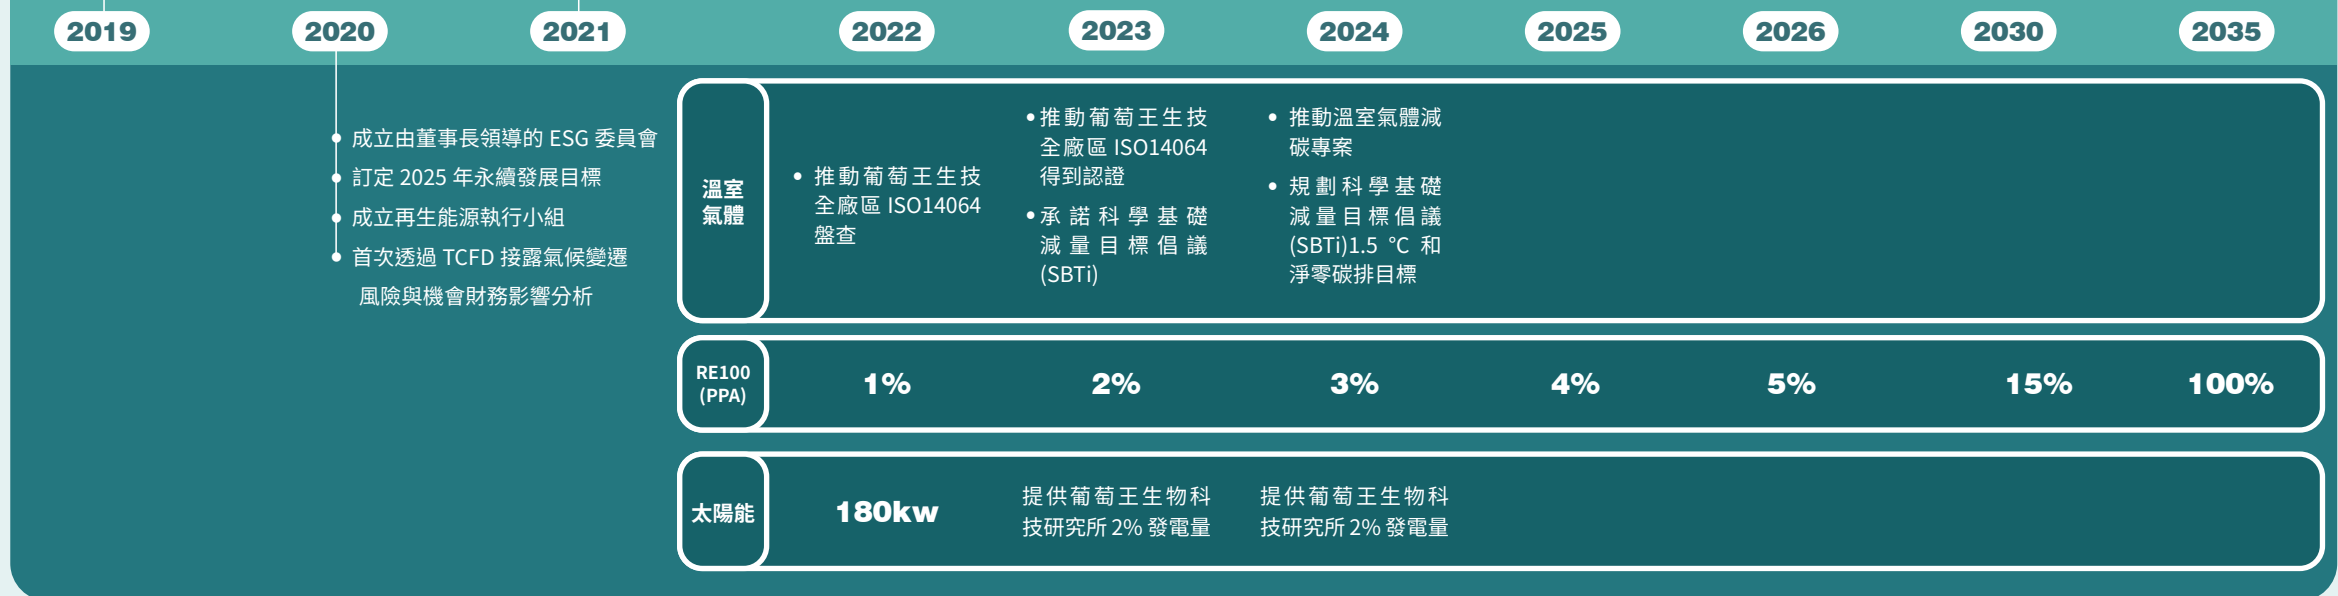 2019 2020 2021 2022 2023 2024 2025 2026 2030 2035
成立由董事長領導的 ESG 委員會
訂定 2025 年永續發展目標
成立再生能源執行小組
首次透過 TCFD 接露氣候變遷
風險與機會財務影響分析
溫室
氣體
• 推動葡萄王生技
全廠區 ISO14064
盤查
•推動葡萄王生技
全廠區 ISO14064
得到認證
•承諾科學基礎
減量目標倡議
(SBTi)
• 推動溫室氣體減
碳專案
• 規劃科學基礎
減量目標倡議
(SBTi)1.5 °C 和
淨零碳排目標
RE100
(PPA)
1% 2% 3% 4% 5% 15% 100%
太陽能
180kw
提供葡萄王生物科
技研究所 2% 發電量
提供葡萄王生物科
技研究所 2% 發電量